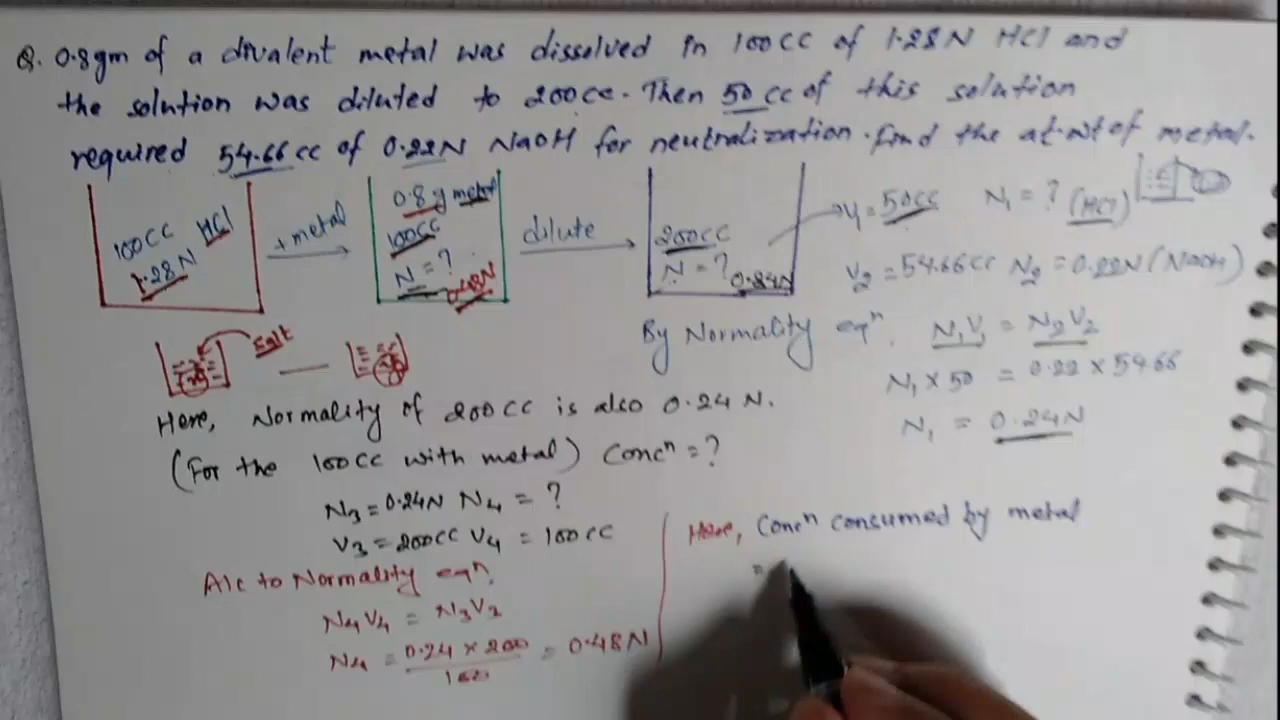 Q. 0.8gm of a divalent metal was dissolved in 100CC of 1.28N HCl and
the solution was diluted to 200cc. Then 50 cc of this solution
required 54.66cc of 0.22N NaOH for neutralization. find the at.wt of metal.
100CC HCl
1.28N
+metal
0.8g metal
100CC
N=?
0.48N
dilute
200CC
N=?
0.24N
V₁=50CC N₁=? (HCl)
V₂=54.66CC N₂=0.22N (NaOH)
By Normality eqⁿ. N₁V₁ = N₂V₂
N₁ × 50 = 0.22 × 54.66
N₁ = 0.24N
Salt
Here, Normality of 200CC is also 0.24 N.
(For the 100CC with metal) Concⁿ=?
N₃=0.24N N₄=?
V₃=200CC V₄=100CC
A/c to Normality eqⁿ.
N₄V₄ = N₃V₃
N₄ = 0.24 × 200 / 100 = 0.48N
Here, Concⁿ consumed by metal
=